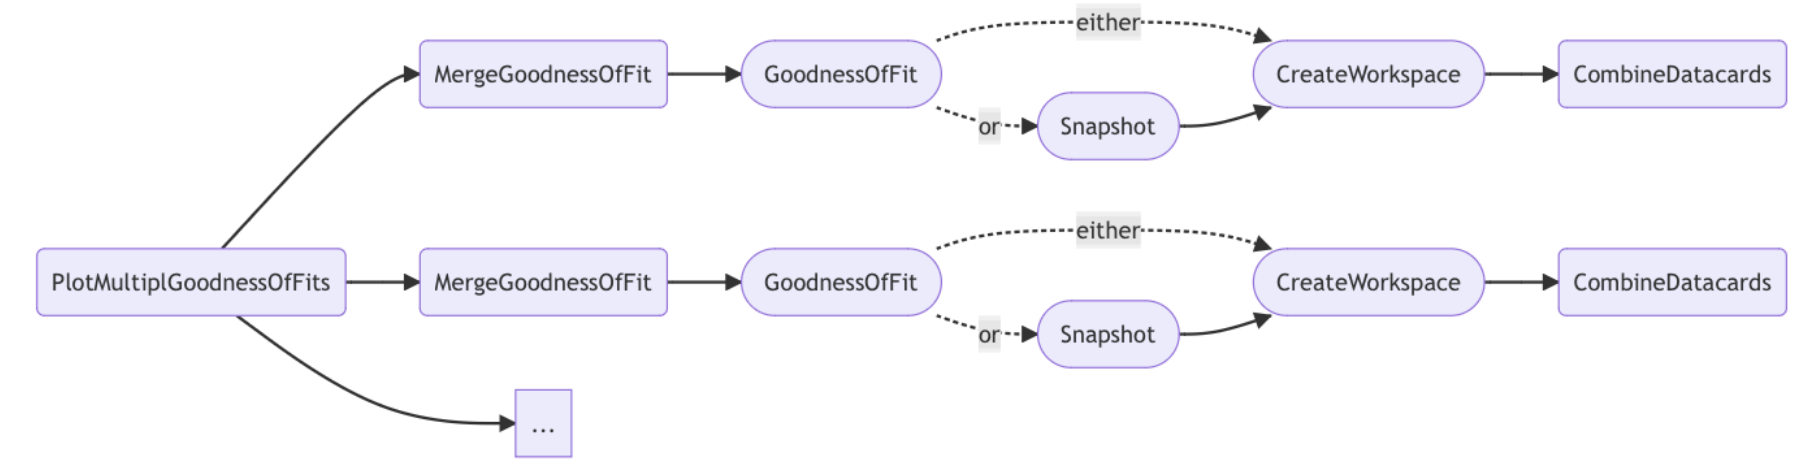 either
MergeGoodnessOfFit
GoodnessOfFit
CreateWorkspace
CombineDatacards
or
Snapshot
either
PlotMultiplGoodnessOfFits
MergeGoodnessOfFit
GoodnessOfFit
CreateWorkspace
CombineDatacards
or
Snapshot
...